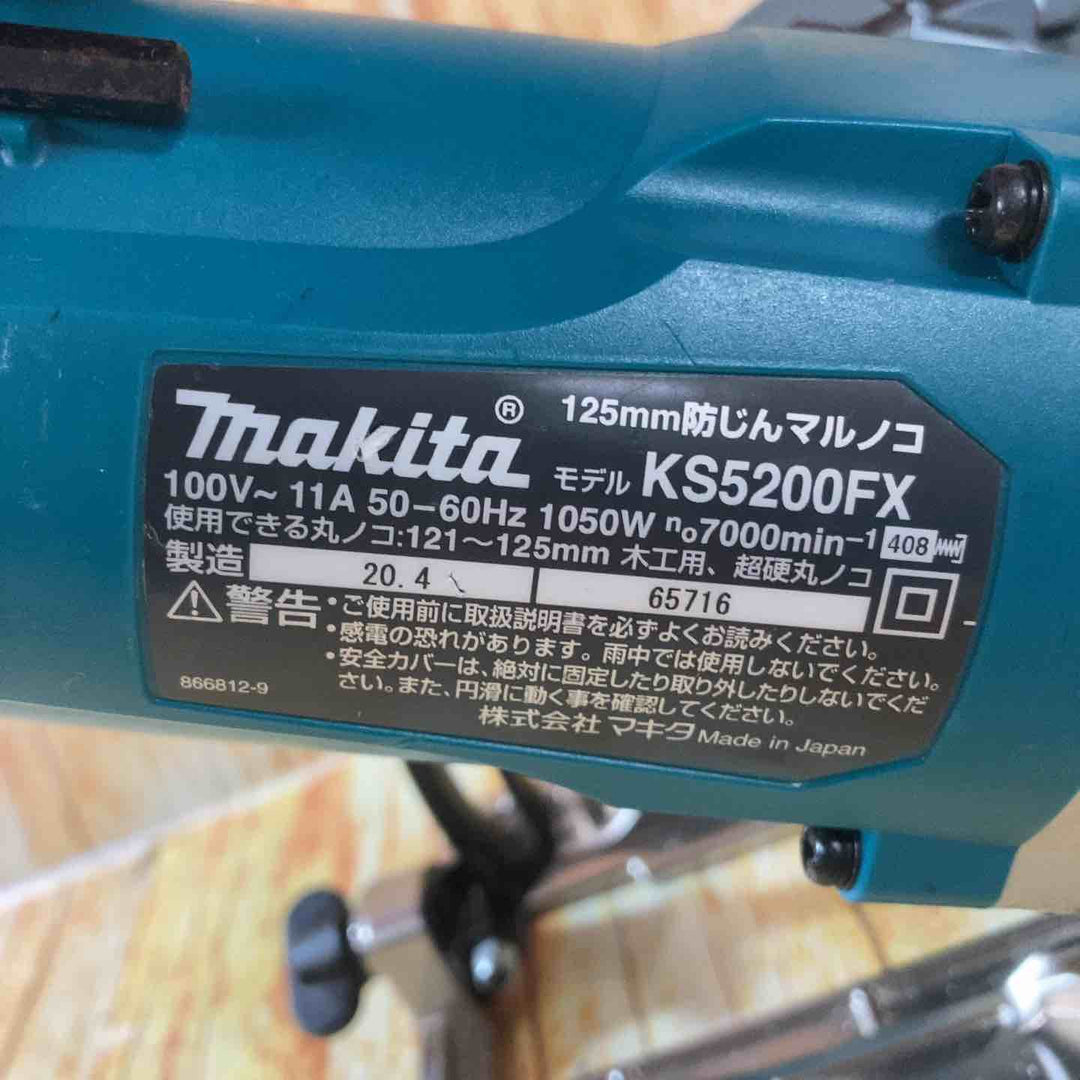 makita® 125mm防じんマルノコ
モデル KS5200FX
100V～ 11A 50－60Hz 1050W no7000min－1 408
使用できる丸ノコ:121～125mm 木工用、超硬丸ノコ
製造 20.4 65716
⚠警告 •ご使用前に取扱説明書を必ずよくお読みください。
•感電の恐れがあります。雨中では使用しないでください。
•安全カバーは、絶対に固定したり取り外したりしないでくだ
さい。また、円滑に動く事を確認してください。
866812-9
株式会社 マキタ Made in Japan